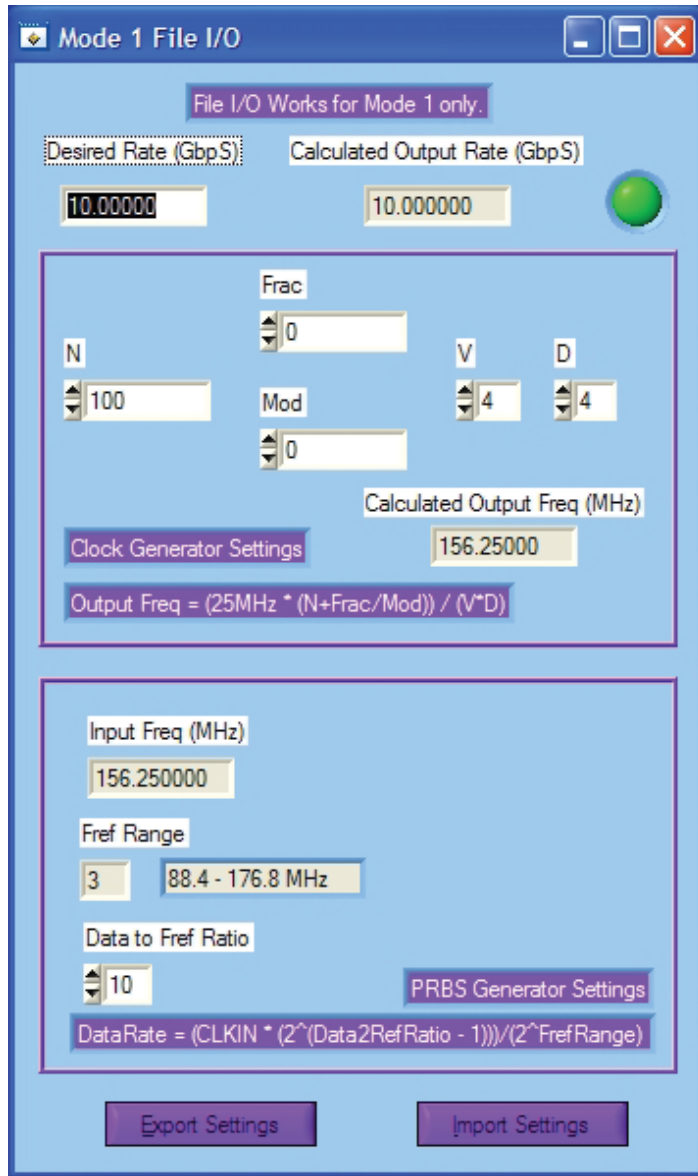 Mode 1 File I/O
File I/O Works for Mode 1 only.
Desired Rate (GbpS)
Calculated Output Rate (GbpS)
10.00000
10.000000
Frac
0
N
100
Mod
0
V
4
D
4
Calculated Output Freq (MHz)
156.25000
Clock Generator Settings
Output Freq = (25MHz * (N+Frac/Mod)) / (V*D)
Input Freq (MHz)
156.250000
Fref Range
3
88.4 - 176.8 MHz
Data to Fref Ratio
10
PRBS Generator Settings
DataRate = (CLKIN * (2^(Data2RefRatio - 1)))/(2^FrefRange)
Export Settings
Import Settings